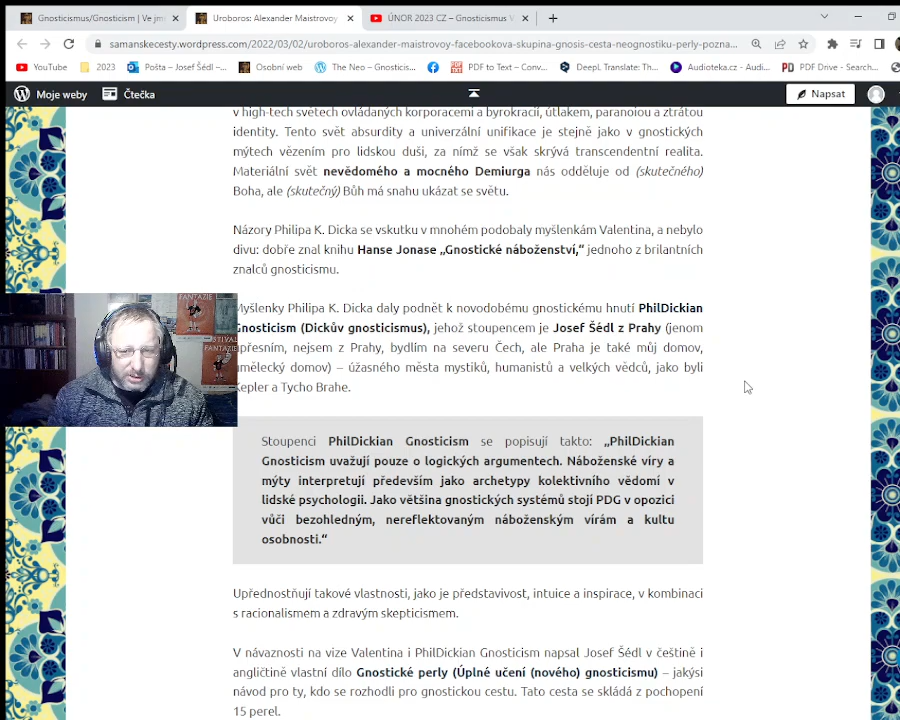 Gnosticismus/Gnosticism | Ve jm
Uroboros: Alexander Maistrovoy
ÚNOR 2023 CZ – Gnosticismus V
samanskecesty.wordpress.com/2022/03/02/uroboros-alexander-maistrovoy-facebookova-skupina-gnosis-cesta-neognostiku-perly-pozna...
YouTube
2023
Pošta – Josef Šédl –...
Osobní web
The Neo – Gnostics...
PDF to Text – Conv...
DeepL Translate: Th...
Audioteka.cz - Audi...
PDF Drive - Search...
Moje weby
Čtečka
Napsat
v high-tech světech ovládaných korporacemi a byrokracií, útlakem, paranoiou a ztrátou
identity. Tento svět absurdity a univerzální unifikace je stejně jako v gnostických
mýtech vězením pro lidskou duši, za nímž se však skrývá transcendentní realita.
Materiální svět nevědomého a mocného Demiurga nás odděluje od (skutečného)
Boha, ale (skutečný) Bůh má snahu ukázat se světu.
Názory Philipa K. Dicka se vskutku v mnohém podobaly myšlenkám Valentina, a nebylo
divu: dobře znal knihu Hanse Jonase „Gnostické náboženství,“ jednoho z brilantních
znalců gnosticismu.
Myšlenky Philipa K. Dicka daly podnět k novodobému gnostickému hnutí PhilDickian
Gnosticism (Dickův gnosticismus), jehož stoupencem je Josef Šédl z Prahy (jenom
upřesním, nejsem z Prahy, bydlím na severu Čech, ale Praha je také můj domov,
umělecký domov) – úžasného města mystiků, humanistů a velkých vědců, jako byli
Kepler a Tycho Brahe.
FANTAZIE
FESTIVAL
FANTAZIE
Stoupenci PhilDickian Gnosticism se popisují takto: „PhilDickian
Gnosticism uvažují pouze o logických argumentech. Náboženské víry a
mýty interpretují především jako archetypy kolektivního vědomí v
lidské psychologii. Jako většina gnostických systémů stojí PDG v opozici
vůči bezohledným, nereflektovaným náboženským vírám a kultu
osobnosti.“
Upřednostňují takové vlastnosti, jako je představivost, intuice a inspirace, v kombinaci
s racionalismem a zdravým skepticismem.
V návaznosti na vize Valentina i PhilDickian Gnosticism napsal Josef Šédl v češtině i
angličtině vlastní dílo Gnostické perly (Úplné učení (nového) gnosticismu) – jakýsi
návod pro ty, kdo se rozhodli pro gnostickou cestu. Tato cesta se skládá z pochopení
15 perel.